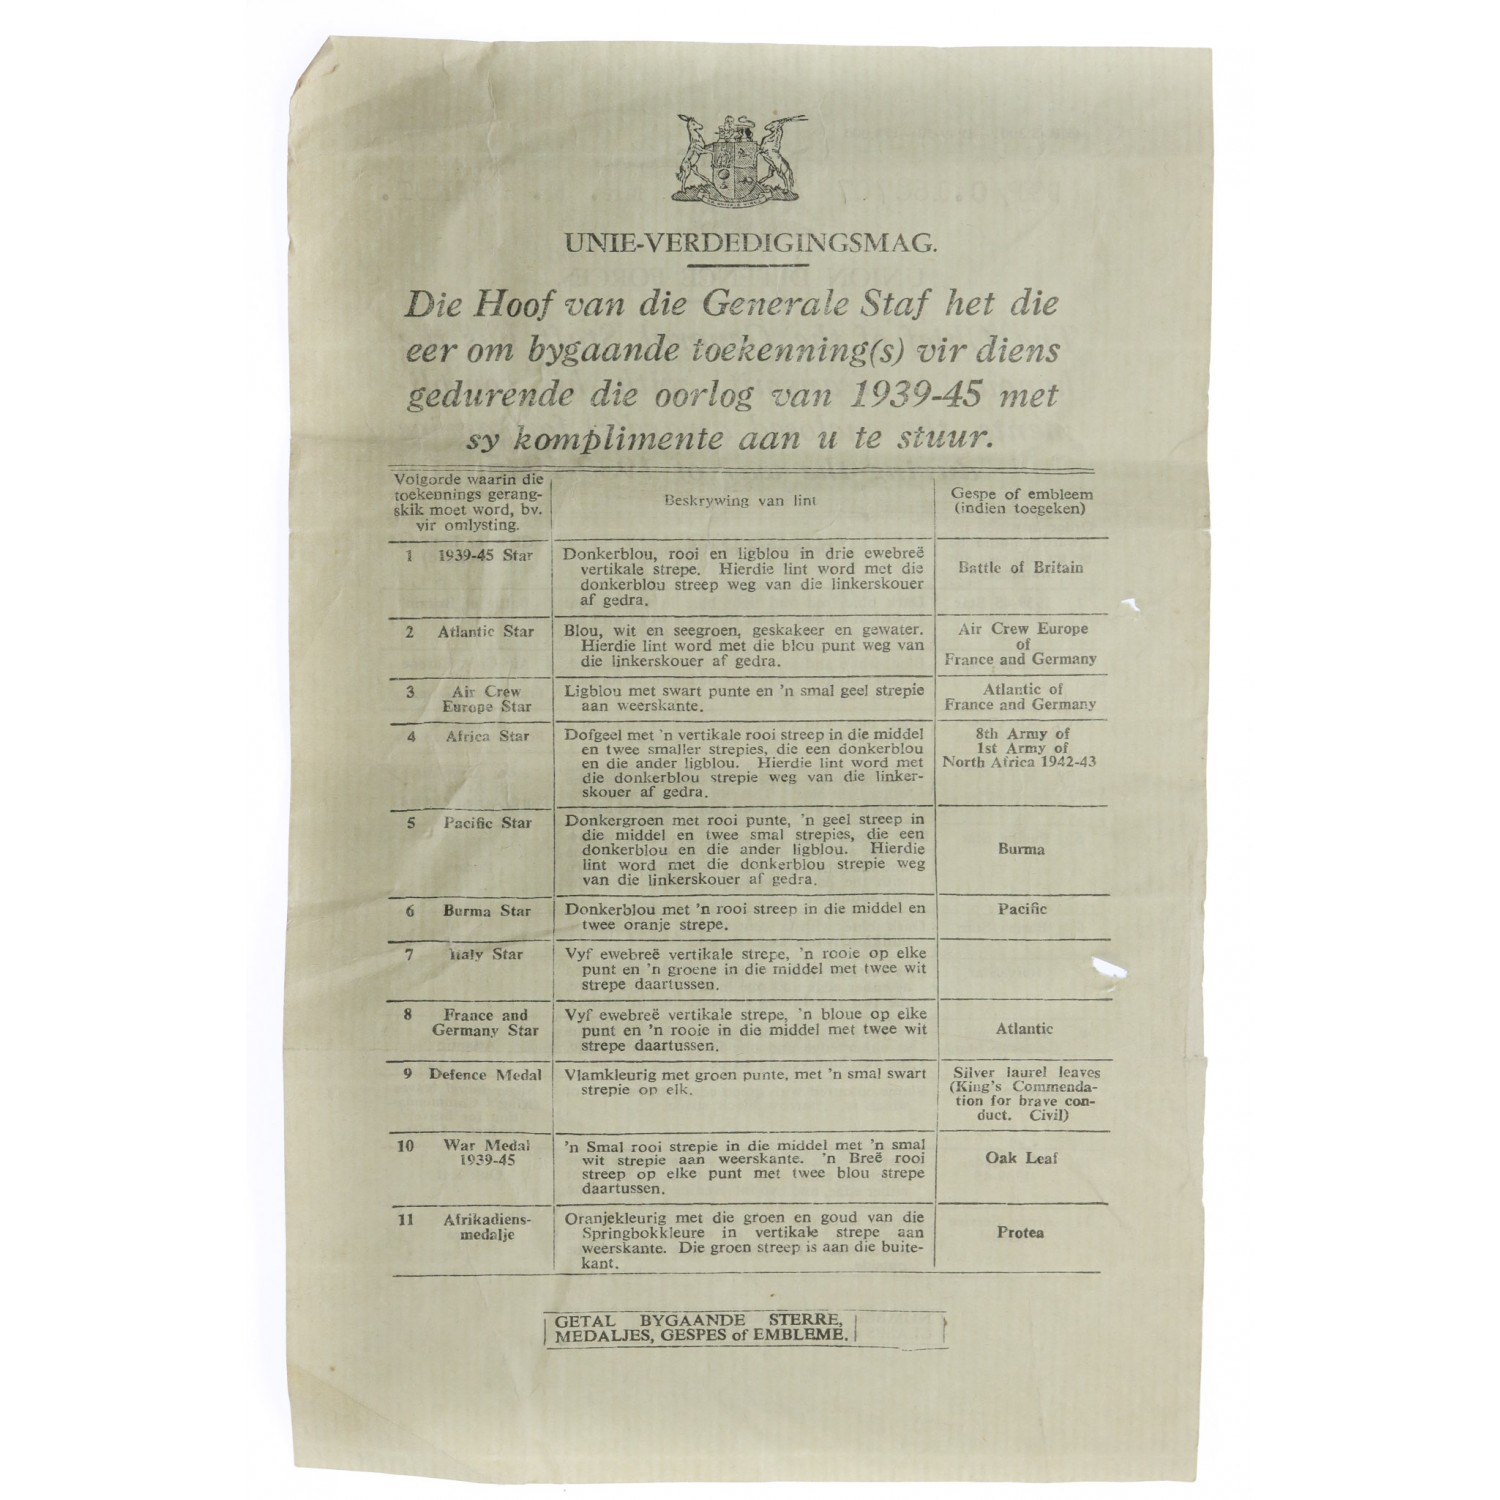 UNIE-VERDEDIGINGSMAG.
Die Hoof van die Generale Staf het die
eer om bygaande toekenning(s) vir diens
gedurende die oorlog van 1939-45 met
sy komplimente aan u te stuur.
Volgorde waarin die
toekennings gerang-
skik moet word, bv.
vir omlysting.
Beskrywing van lint
Gespe of embleem
(indien toegeken)
1 1939-45 Star
Donkerblou, rooi en ligblou in drie ewebreë
vertikale strepe. Hierdie lint word met die
donkerblou streep weg van die linkerskouer
af gedra.
Battle of Britain
2 Atlantic Star
Blou, wit en seegroen, geskakeer en gewater.
Hierdie lint word met die blou punt weg van
die linkerskouer af gedra.
Air Crew Europe
of
France and Germany
3 Air Crew
Europe Star
Ligblou met swart punte en 'n smal geel strepie
aan weerskante.
Atlantic of
France and Germany
4 Africa Star
Dofgeel met 'n vertikale rooi streep in die middel
en twee smaller strepies, die een donkerblou
en die ander ligblou. Hierdie lint word met
die donkerblou strepie weg van die linker-
skouer af gedra.
8th Army of
1st Army of
North Africa 1942-43
5 Pacific Star
Donkergroen met rooi punte, 'n geel streep in
die middel en twee smal strepies, die een
donkerblou en die ander ligblou. Hierdie
lint word met die donkerblou strepie weg
van die linkerskouer af gedra.
Burma
6 Burma Star
Donkerblou met 'n rooi streep in die middel en
twee oranje strepe.
Pacific
7 Italy Star
Vyf ewebreë vertikale strepe, 'n rooie op elke
punt en 'n groene in die middel met twee wit
strepe daartussen.
8 France and
Germany Star
Vyf ewebreë vertikale strepe, 'n bloue op elke
punt en 'n rooie in die middel met twee wit
strepe daartussen.
Atlantic
9 Defence Medal
Vlamkleurig met groen punte, met 'n smal swart
strepie op elk.
Silver laurel leaves
(King's Commenda-
tion for brave con-
duct. Civil)
10 War Medal
1939-45
'n Smal rooi strepie in die middel met 'n smal
wit strepie aan weerskante. 'n Breë rooi
streep op elke punt met twee blou strepe
daartussen.
Oak Leaf
11 Afrikadiens-
medalje
Oranjekleurig met die groen en goud van die
Springbokkleure in vertikale strepe aan
weerskante. Die groen streep is aan die buite-
kant.
Protea
GETAL BYGAANDE STERRE,
MEDALJES, GESPES of EMBLEME.